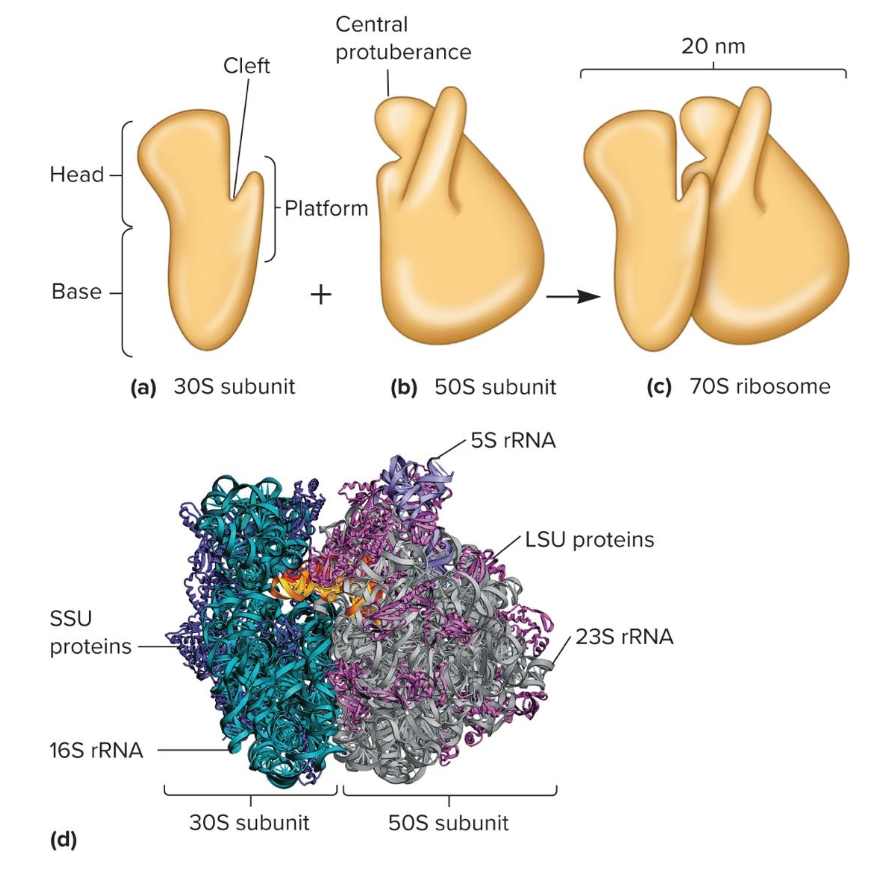 Central
protuberance
20 nm
Cleft
Head
Platform
Base
+
(a) 30S subunit
(b) 50S subunit
(c) 70S ribosome
5S rRNA
LSU proteins
SSU
proteins
23S rRNA
16S rRNA
30S subunit
50S subunit
(d)